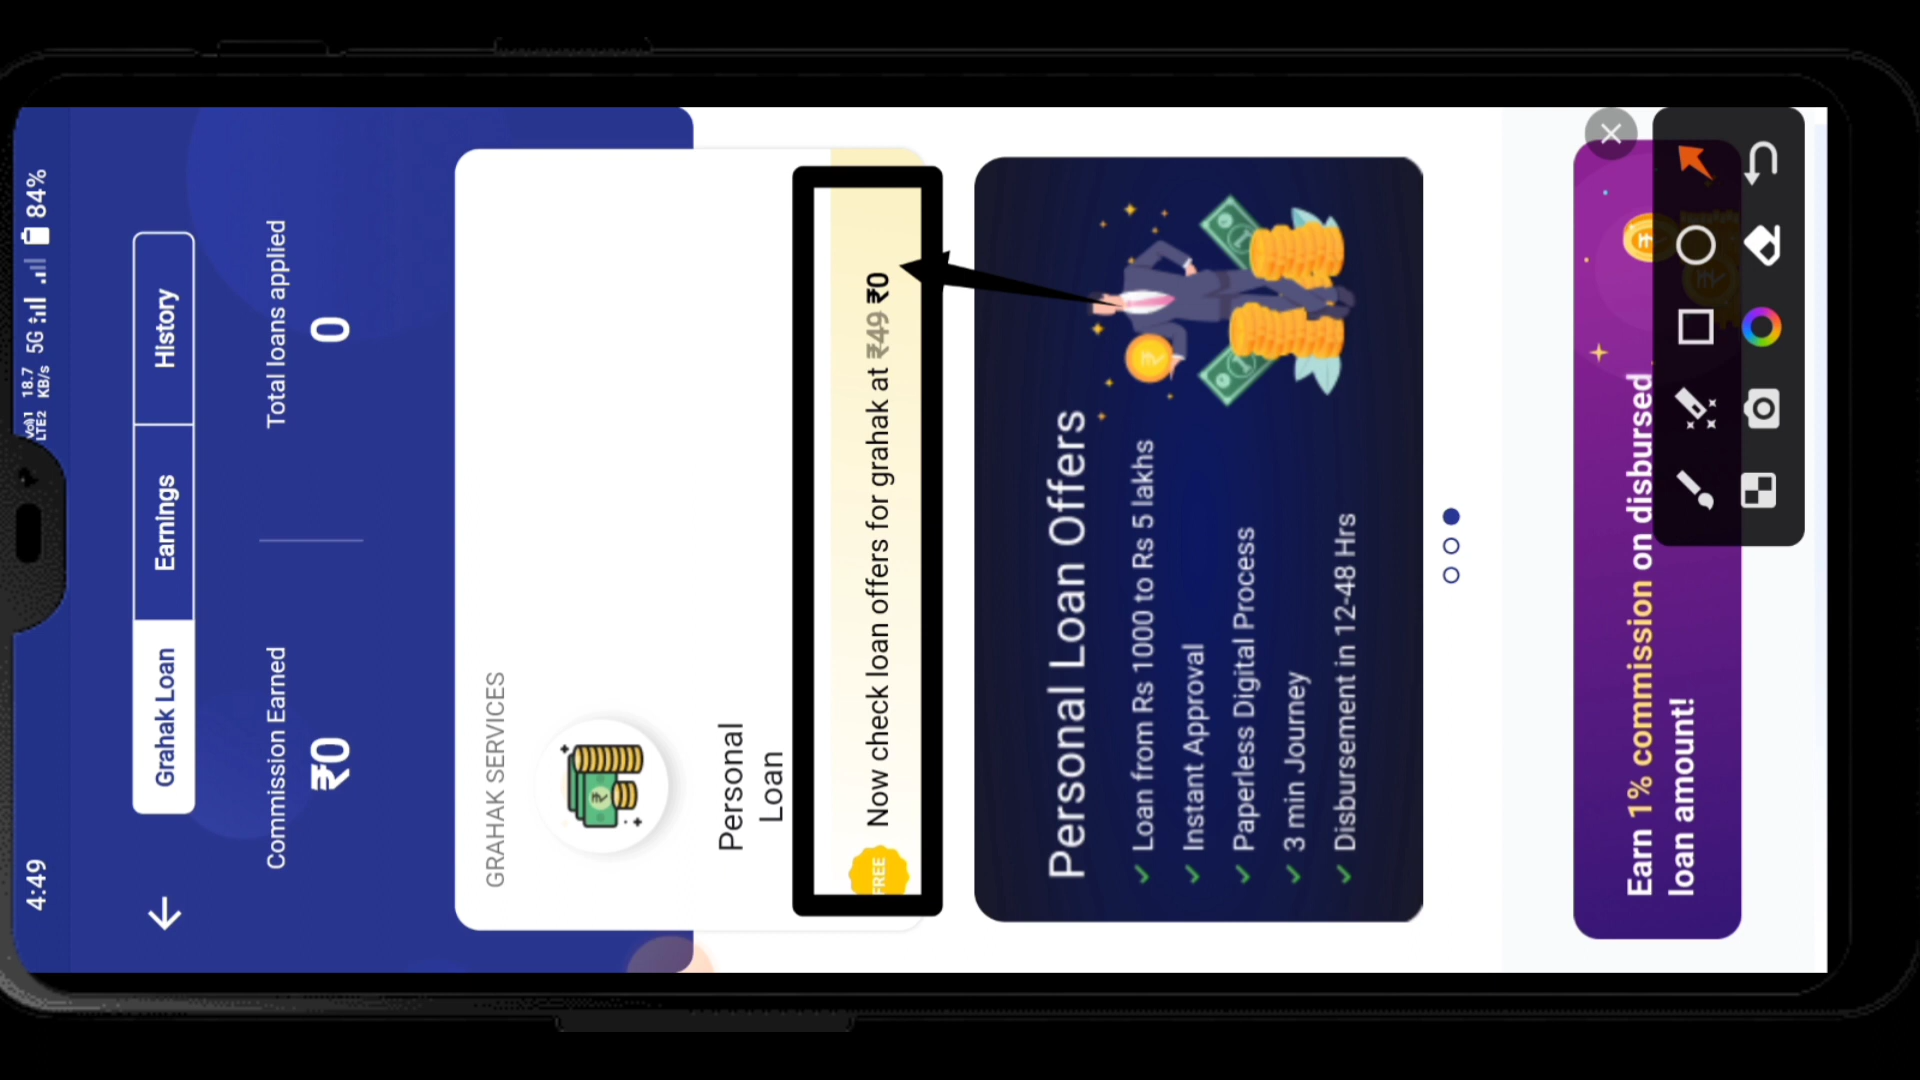 4:49
Vo)) 1
LTE2
18.7
KB/s
5G
84%
Grahak Loan
Earnings
History
Commission Earned
₹0
Total loans applied
0
GRAHAK SERVICES
Personal
Loan
FREE
Now check loan offers for grahak at ₹49 ₹0
Personal Loan Offers
Loan from Rs 1000 to Rs 5 lakhs
Instant Approval
Paperless Digital Process
3 min Journey
Disbursement in 12-48 Hrs
Earn 1% commission on disbursed
loan amount!